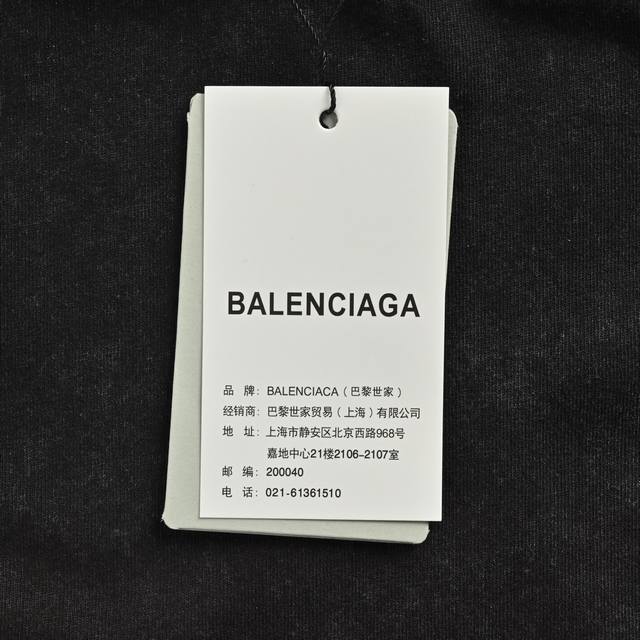 BALENCIAGA
品 牌: BALENCIACA（巴黎世家）
经销商: 巴黎世家贸易（上海）有限公司
地 址: 上海市静安区北京西路968号
嘉地中心21楼2106-2107室
邮 编: 200040
电 话: 021-61361510